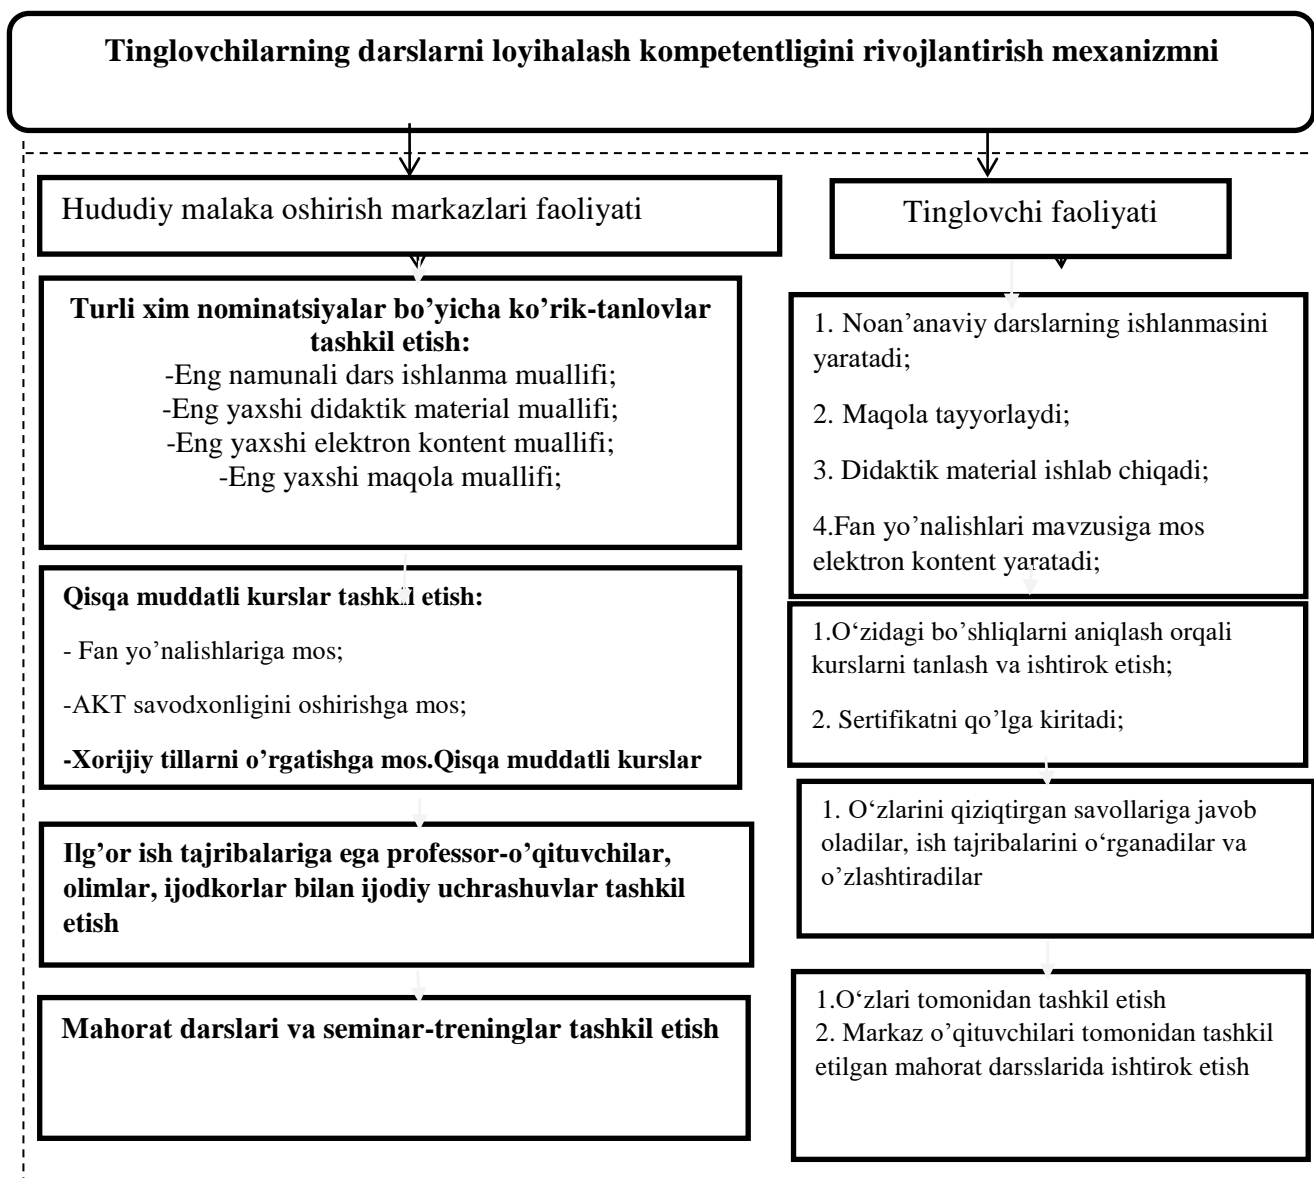 Tinglovchilarning darslarni loyihalash kompetentligini rivojlantirish mexanizmni
Hududiy malaka oshirish markazlari faoliyati
Turli xim nominatsiyalar bo’yicha ko’rik-tanlovlar
tashkil etish:
-Eng namunali dars ishlanma muallifi;
-Eng yaxshi didaktik material muallifi;
-Eng yaxshi elektron kontent muallifi;
-Eng yaxshi maqola muallifi;
Qisqa muddatli kurslar tashkil etish:
- Fan yo’nalishlariga mos;
-AKT savodxonligini oshirishga mos;
-Xorijiy tillarni o’rgatishga mos.Qisqa muddatli kurslar
Ilg’or ish tajribalariga ega professor-o’qituvchilar,
olimlar, ijodkorlar bilan ijodiy uchrashuvlar tashkil
etish
Mahorat darslari va seminar-treninglar tashkil etish
Tinglovchi faoliyati
1. Noan’anaviy darslarning ishlanmasini
yaratadi;
2. Maqola tayyorlaydi;
3. Didaktik material ishlab chiqadi;
4.Fan yo’nalishlari mavzusiga mos
elektron kontent yaratadi;
1.O‘zidagi bo’shliqlarni aniqlash orqali
kurslarni tanlash va ishtirok etish;
2. Sertifikatni qo’lga kiritadi;
1. O‘zlarini qiziqtirgan savollariga javob
oladilar, ish tajribalarini o‘rganadilar va
o’zlashtiradilar
1.O‘zlari tomonidan tashkil etish
2. Markaz o’qituvchilari tomonidan tashkil
etilgan mahorat darsslarida ishtirok etish